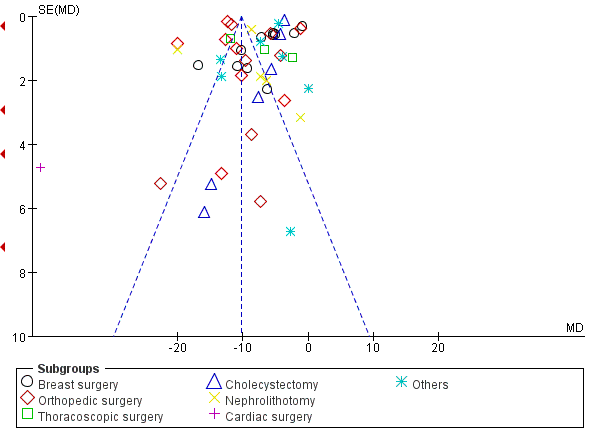 SE(MD)
0
2
4
6
8
10
MD
-20
-10
0
10
20
Subgroups
Breast surgery
Cholecystectomy
Others
Orthopedic surgery
Nephrolithotomy
Thoracoscopic surgery
Cardiac surgery